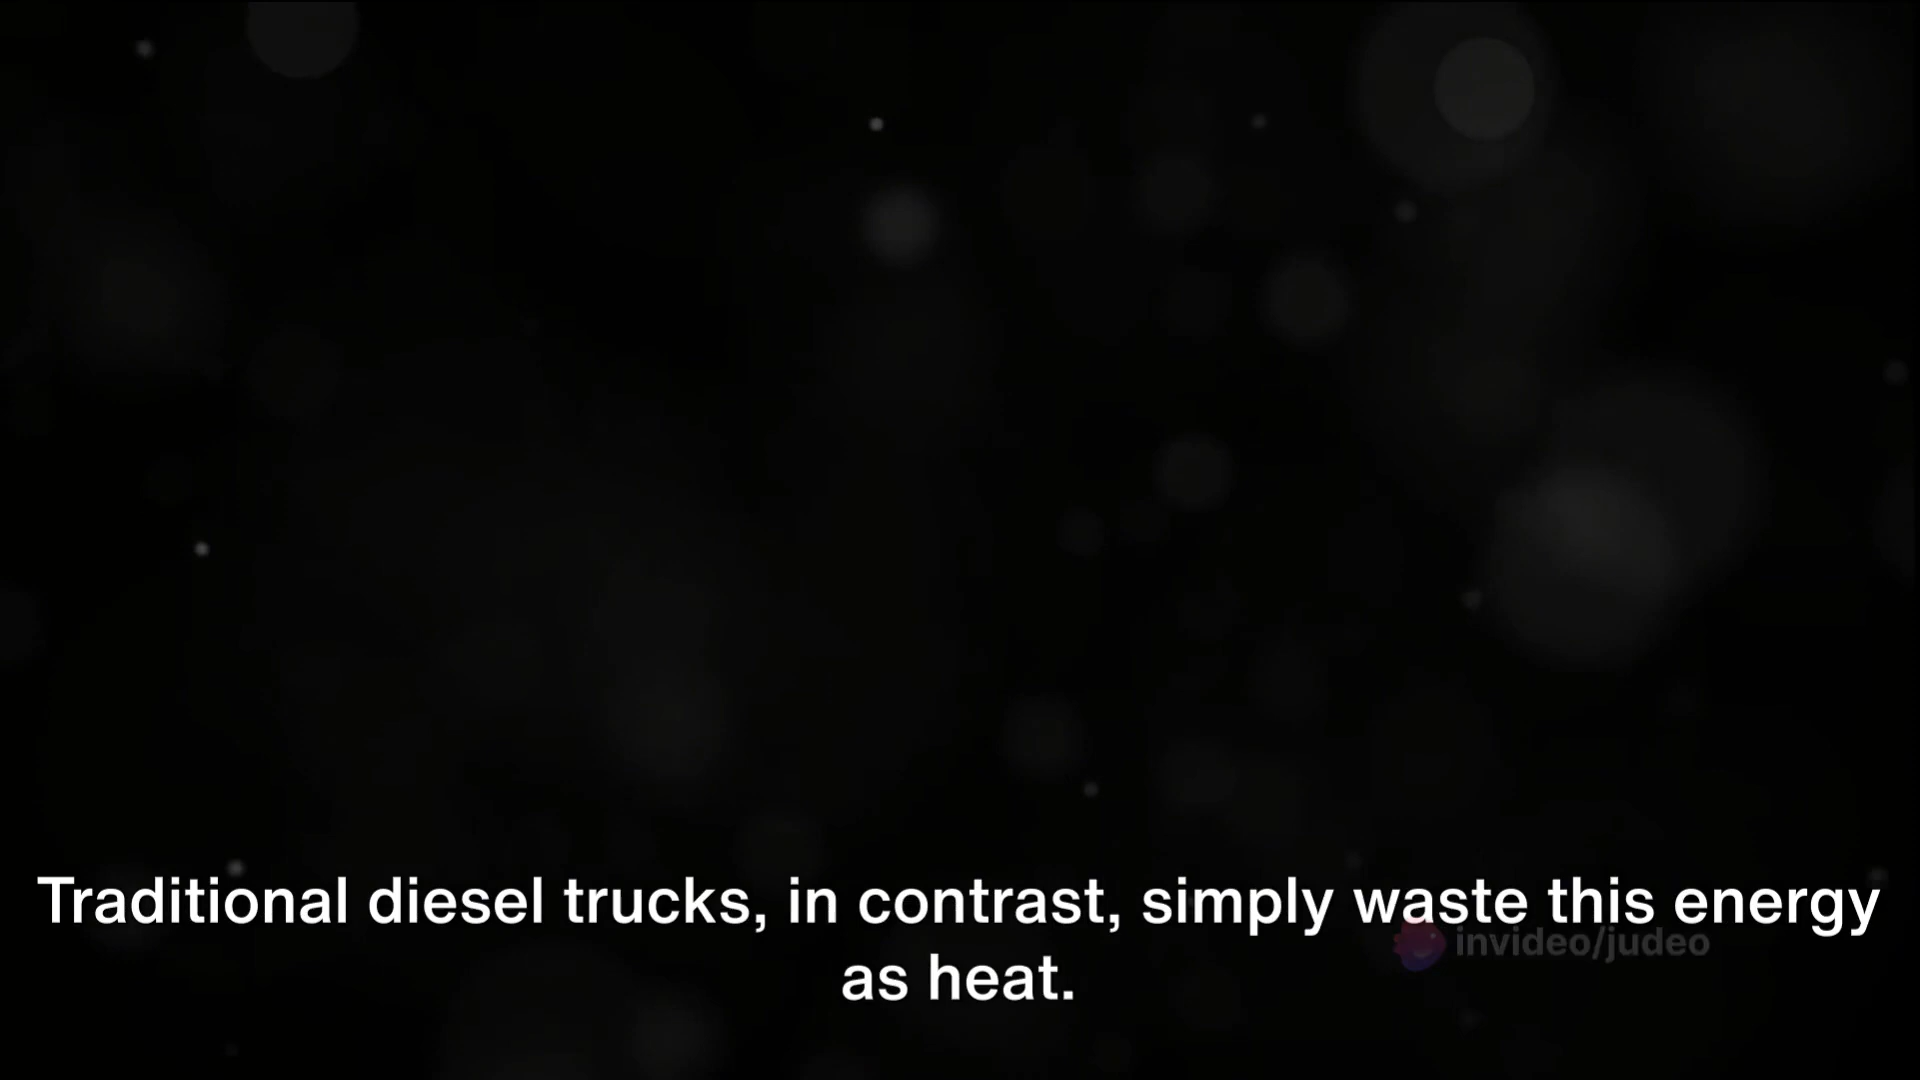 Traditional diesel trucks, in contrast, simply waste this energy
as heat.
invideo/judeo